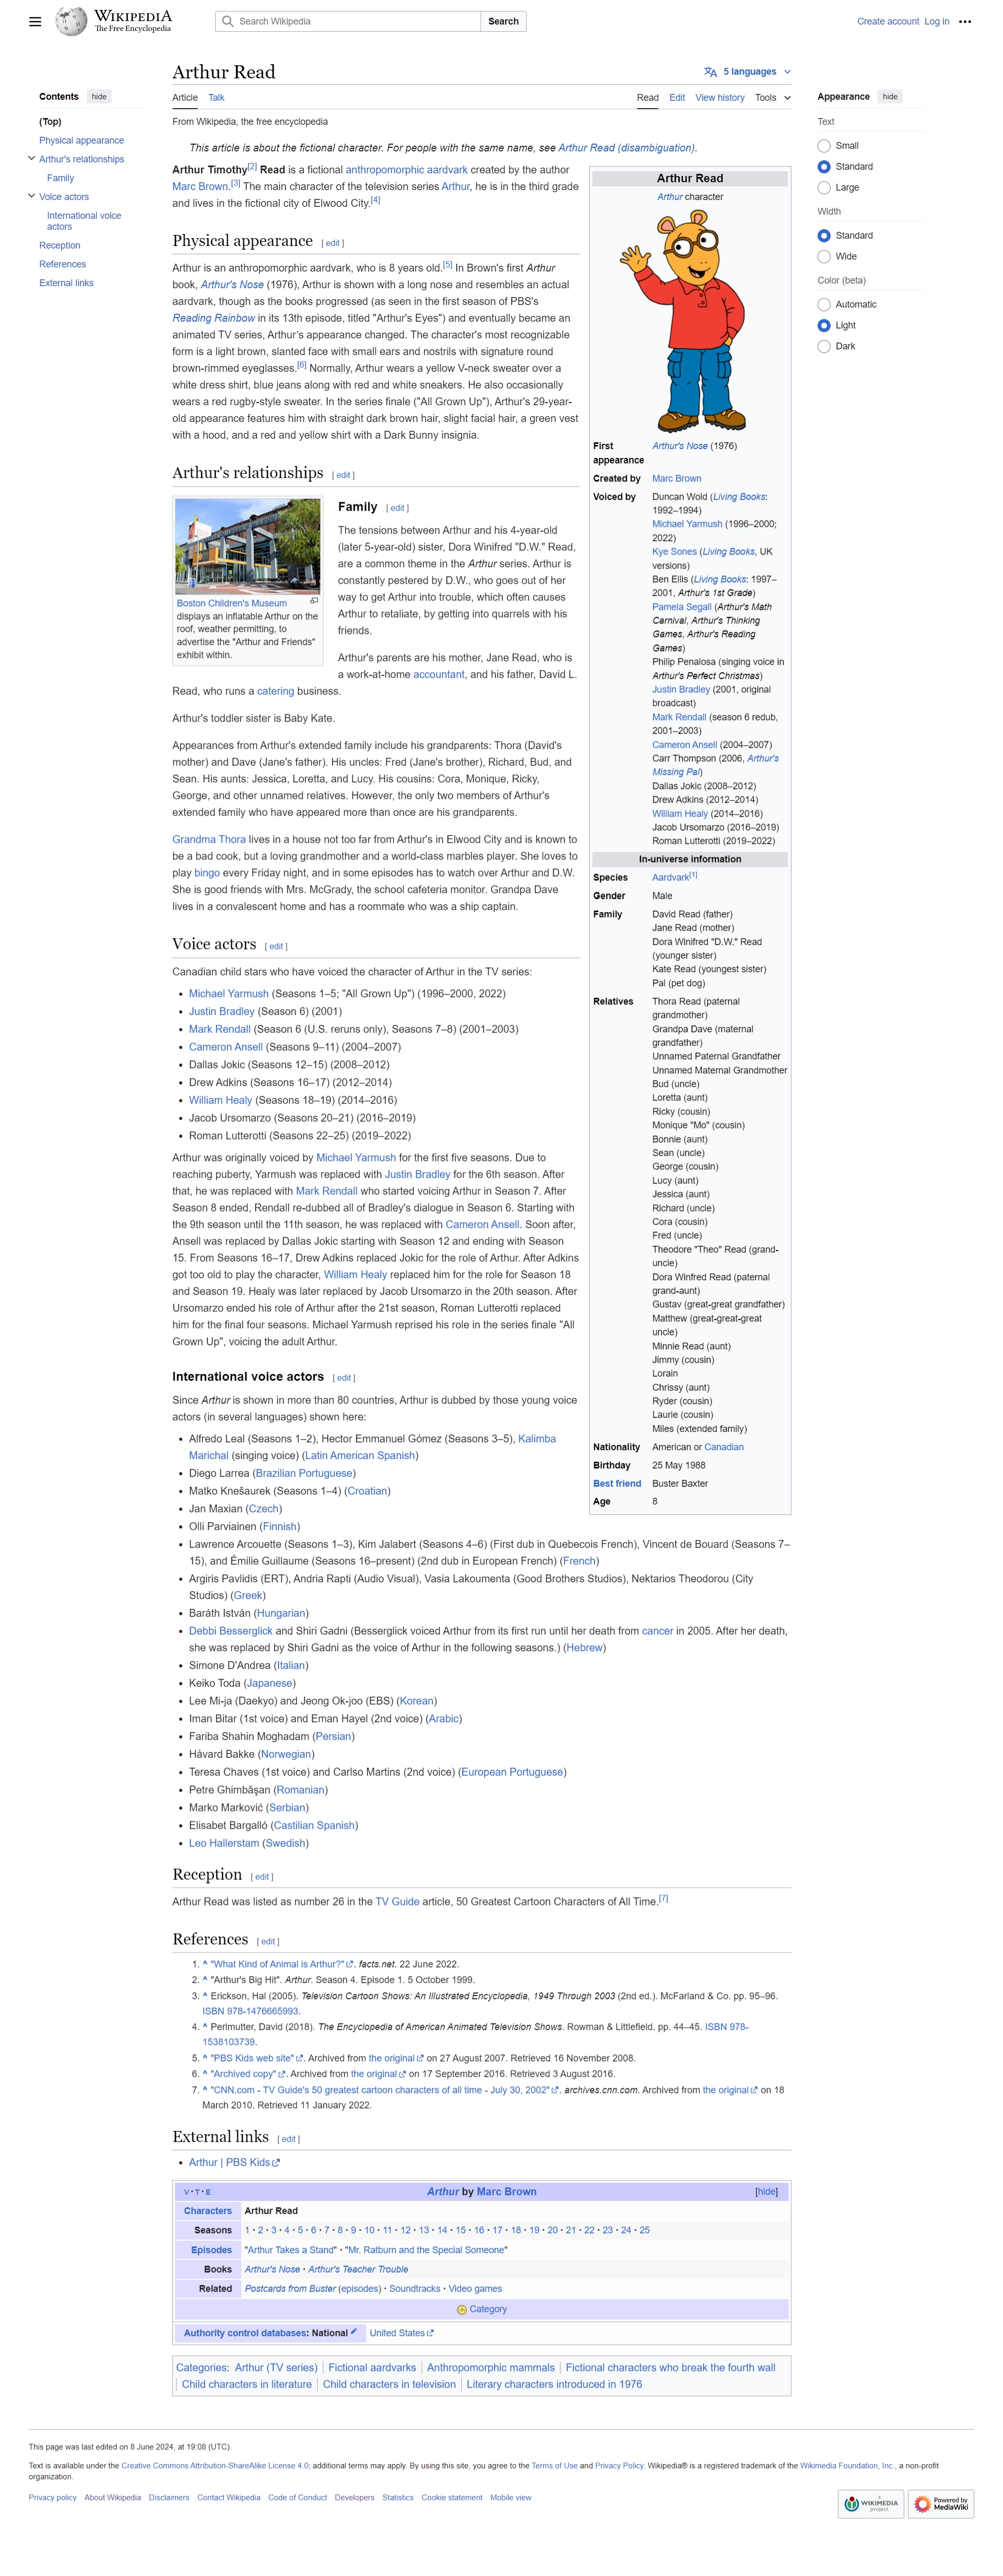 WIKIPEDIA
The Free Encyclopedia
Search Wikipedia
Search
Create account Log in
Contents hide
(Top)
Physical appearance
Arthur's relationships
Family
Voice actors
International voice
actors
Reception
References
External links
Arthur Read
5 languages
Article Talk
Read Edit View history Tools
From Wikipedia, the free encyclopedia
Appearance hide
Text
Small
Standard
Large
Width
Standard
Wide
Color (beta)
Automatic
Light
Dark
This article is about the fictional character. For people with the same name, see Arthur Read (disambiguation).
Arthur Timothy[2] Read is a fictional anthropomorphic aardvark created by the author
Marc Brown.[3] The main character of the television series Arthur, he is in the third grade
and lives in the fictional city of Elwood City.[4]
Physical appearance [ edit ]
Arthur is an anthropomorphic aardvark, who is 8 years old.[5] In Brown's first Arthur
book, Arthur's Nose (1976), Arthur is shown with a long nose and resembles an actual
aardvark, though as the books progressed (as seen in the first season of PBS's
Reading Rainbow in its 13th episode, titled "Arthur's Eyes") and eventually became an
animated TV series, Arthur's appearance changed. The character's most recognizable
form is a light brown, slanted face with small ears and nostrils with signature round
brown-rimmed eyeglasses.[6] Normally, Arthur wears a yellow V-neck sweater over a
white dress shirt, blue jeans along with red and white sneakers. He also occasionally
wears a red rugby-style sweater. In the series finale ("All Grown Up"), Arthur's 29-year-
old appearance features him with straight dark brown hair, slight facial hair, a green vest
with a hood, and a red and yellow shirt with a Dark Bunny insignia.
Arthur's relationships [ edit ]
Boston Children's Museum
displays an inflatable Arthur on the
roof, weather permitting, to
advertise the "Arthur and Friends"
exhibit within.
Family [ edit ]
The tensions between Arthur and his 4-year-old
(later 5-year-old) sister, Dora Winifred "D.W." Read,
are a common theme in the Arthur series. Arthur is
constantly pestered by D.W., who goes out of her
way to get Arthur into trouble, which often causes
Arthur to retaliate, by getting into quarrels with his
friends.
Arthur's parents are his mother, Jane Read, who is
a work-at-home accountant, and his father, David L.
Read, who runs a catering business.
Arthur's toddler sister is Baby Kate.
Appearances from Arthur's extended family include his grandparents: Thora (David's
mother) and Dave (Jane's father). His uncles: Fred (Jane's brother), Richard, Bud, and
Sean. His aunts: Jessica, Loretta, and Lucy. His cousins: Cora, Monique, Ricky,
George, and other unnamed relatives. However, the only two members of Arthur's
extended family who have appeared more than once are his grandparents.
Grandma Thora lives in a house not too far from Arthur's in Elwood City and is known to
be a bad cook, but a loving grandmother and a world-class marbles player. She loves to
play bingo every Friday night, and in some episodes has to watch over Arthur and D.W.
She is good friends with Mrs. McGrady, the school cafeteria monitor. Grandpa Dave
lives in a convalescent home and has a roommate who was a ship captain.
Voice actors [ edit ]
Canadian child stars who have voiced the character of Arthur in the TV series:
• Michael Yarmush (Seasons 1–5; "All Grown Up") (1996–2000, 2022)
• Justin Bradley (Season 6) (2001)
• Mark Rendall (Season 6 (U.S. reruns only), Seasons 7–8) (2001–2003)
• Cameron Ansell (Seasons 9–11) (2004–2007)
• Dallas Jokic (Seasons 12–15) (2008–2012)
• Drew Adkins (Seasons 16–17) (2012–2014)
• William Healy (Seasons 18–19) (2014–2016)
• Jacob Ursomarzo (Seasons 20–21) (2016–2019)
• Roman Lutterotti (Seasons 22–25) (2019–2022)
Arthur was originally voiced by Michael Yarmush for the first five seasons. Due to
reaching puberty, Yarmush was replaced with Justin Bradley for the 6th season. After
that, he was replaced with Mark Rendall who started voicing Arthur in Season 7. After
Season 8 ended, Rendall re-dubbed all of Bradley's dialogue in Season 6. Starting with
the 9th season until the 11th season, he was replaced with Cameron Ansell. Soon after,
Ansell was replaced by Dallas Jokic starting with Season 12 and ending with Season
15. From Seasons 16–17, Drew Adkins replaced Jokic for the role of Arthur. After Adkins
got too old to play the character, William Healy replaced him for the role for Season 18
and Season 19. Healy was later replaced by Jacob Ursomarzo in the 20th season. After
Ursomarzo ended his role of Arthur after the 21st season, Roman Lutterotti replaced
him for the final four seasons. Michael Yarmush reprised his role in the series finale "All
Grown Up", voicing the adult Arthur.
Arthur Read
Arthur character
First
appearance
Arthur's Nose (1976)
Created by Marc Brown
Voiced by Duncan Wold (Living Books:
1992–1994)
Michael Yarmush (1996–2000;
2022)
Kye Sones (Living Books, UK
versions)
Ben Ellis (Living Books: 1997–
2001, Arthur's 1st Grade)
Pamela Segall (Arthur's Math
Carnival, Arthur's Thinking
Games, Arthur's Reading
Games)
Philip Penalosa (singing voice in
Arthur's Perfect Christmas)
Justin Bradley (2001, original
broadcast)
Mark Rendall (season 6 redub,
2001–2003)
Cameron Ansell (2004–2007)
Carr Thompson (2006, Arthur's
Missing Pal)
Dallas Jokic (2008–2012)
Drew Adkins (2012–2014)
William Healy (2014–2016)
Jacob Ursomarzo (2016–2019)
Roman Lutterotti (2019–2022)
In-universe information
Species Aardvark[1]
Gender Male
Family David Read (father)
Jane Read (mother)
Dora Winifred "D.W." Read
(younger sister)
Kate Read (youngest sister)
Pal (pet dog)
Relatives Thora Read (paternal
grandmother)
Grandpa Dave (maternal
grandfather)
Unnamed Paternal Grandfather
Unnamed Maternal Grandmother
Bud (uncle)
Loretta (aunt)
Ricky (cousin)
Monique "Mo" (cousin)
Bonnie (aunt)
Sean (uncle)
George (cousin)
Lucy (aunt)
Jessica (aunt)
Richard (uncle)
Cora (cousin)
Fred (uncle)
Theodore "Theo" Read (grand-
uncle)
Dora Winfred Read (paternal
grand-aunt)
Gustav (great-great grandfather)
Matthew (great-great-great
uncle)
Minnie Read (aunt)
Jimmy (cousin)
Lorain
Chrissy (aunt)
Ryder (cousin)
Laurie (cousin)
Miles (extended family)
Nationality American or Canadian
Birthday 25 May 1988
Best friend Buster Baxter
Age 8
International voice actors [ edit ]
Since Arthur is shown in more than 80 countries, Arthur is dubbed by those young voice
actors (in several languages) shown here:
• Alfredo Leal (Seasons 1–2), Hector Emmanuel Gómez (Seasons 3–5), Kalimba
Marichal (singing voice) (Latin American Spanish)
• Diego Larrea (Brazilian Portuguese)
• Matko Knešaurek (Seasons 1–4) (Croatian)
• Jan Maxian (Czech)
• Olli Parviainen (Finnish)
• Lawrence Arcouette (Seasons 1–3), Kim Jalabert (Seasons 4–6) (First dub in Quebecois French), Vincent de Bouard (Seasons 7–
15), and Émilie Guillaume (Seasons 16–present) (2nd dub in European French) (French)
• Argiris Pavlidis (ERT), Andria Rapti (Audio Visual), Vasia Lakoumenta (Good Brothers Studios), Nektarios Theodorou (City
Studios) (Greek)
• Baráth István (Hungarian)
• Debbi Besserglick and Shiri Gadni (Besserglick voiced Arthur from its first run until her death from cancer in 2005. After her death,
she was replaced by Shiri Gadni as the voice of Arthur in the following seasons.) (Hebrew)
• Simone D'Andrea (Italian)
• Keiko Toda (Japanese)
• Lee Mi-ja (Daekyo) and Jeong Ok-joo (EBS) (Korean)
• Iman Bitar (1st voice) and Eman Hayel (2nd voice) (Arabic)
• Fariba Shahin Moghadam (Persian)
• Håvard Bakke (Norwegian)
• Teresa Chaves (1st voice) and Carlso Martins (2nd voice) (European Portuguese)
• Petre Ghimbășan (Romanian)
• Marko Marković (Serbian)
• Elisabet Bargalló (Castilian Spanish)
• Leo Hallerstam (Swedish)
Reception [ edit ]
Arthur Read was listed as number 26 in the TV Guide article, 50 Greatest Cartoon Characters of All Time.[7]
References [ edit ]
1. ^ "What Kind of Animal is Arthur?". facts.net. 22 June 2022.
2. ^ "Arthur's Big Hit". Arthur. Season 4. Episode 1. 5 October 1999.
3. ^ Erickson, Hal (2005). Television Cartoon Shows: An Illustrated Encyclopedia, 1949 Through 2003 (2nd ed.). McFarland & Co. pp. 95–96.
ISBN 978-1476665993.
4. ^ Perlmutter, David (2018). The Encyclopedia of American Animated Television Shows. Rowman & Littlefield. pp. 44–45. ISBN 978-
1538103739.
5. ^ "PBS Kids web site". Archived from the original on 27 August 2007. Retrieved 16 November 2008.
6. ^ "Archived copy". Archived from the original on 17 September 2016. Retrieved 3 August 2016.
7. ^ "CNN.com - TV Guide's 50 greatest cartoon characters of all time - July 30, 2002". archives.cnn.com. Archived from the original on 18
March 2010. Retrieved 11 January 2022.
External links [ edit ]
• Arthur | PBS Kids
V · T · E Arthur by Marc Brown [hide]
Characters Arthur Read
Seasons 1 · 2 · 3 · 4 · 5 · 6 · 7 · 8 · 9 · 10 · 11 · 12 · 13 · 14 · 15 · 16 · 17 · 18 · 19 · 20 · 21 · 22 · 23 · 24 · 25
Episodes "Arthur Takes a Stand" · "Mr. Ratburn and the Special Someone"
Books Arthur's Nose · Arthur's Teacher Trouble
Related Postcards from Buster (episodes) · Soundtracks · Video games
Category
Authority control databases: National United States
Categories: Arthur (TV series) | Fictional aardvarks | Anthropomorphic mammals | Fictional characters who break the fourth wall
| Child characters in literature | Child characters in television | Literary characters introduced in 1976
This page was last edited on 8 June 2024, at 19:08 (UTC).
Text is available under the Creative Commons Attribution-ShareAlike License 4.0; additional terms may apply. By using this site, you agree to the Terms of Use and Privacy Policy. Wikipedia® is a registered trademark of the Wikimedia Foundation, Inc., a non-profit
organization.
Privacy policy About Wikipedia Disclaimers Contact Wikipedia Code of Conduct Developers Statistics Cookie statement Mobile view
a
WIKIMEDIA
project
Powered by
MediaWiki